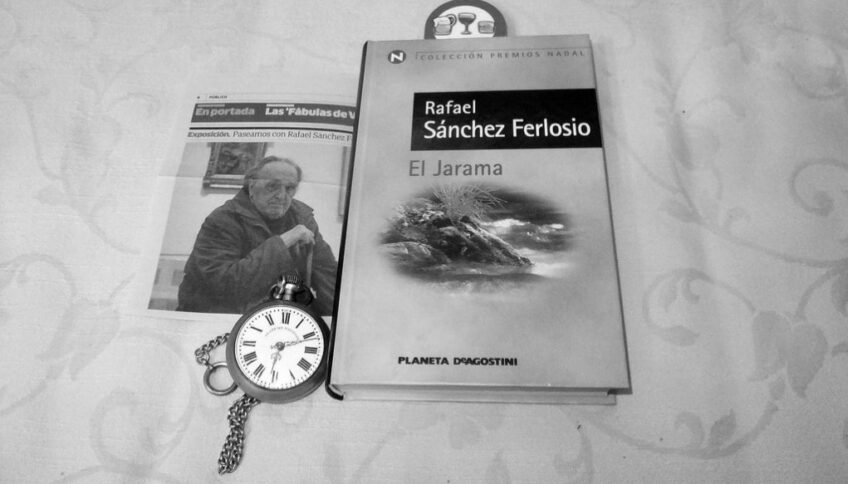 PÚBLICO
En portada Las 'Fábulas de V
Exposición. Paseamos con Rafael Sánchez F
N COLECCIÓN PREMIOS NADAL
Rafael
Sánchez Ferlosio
El Jarama
PLANETA DEAGOSTINI